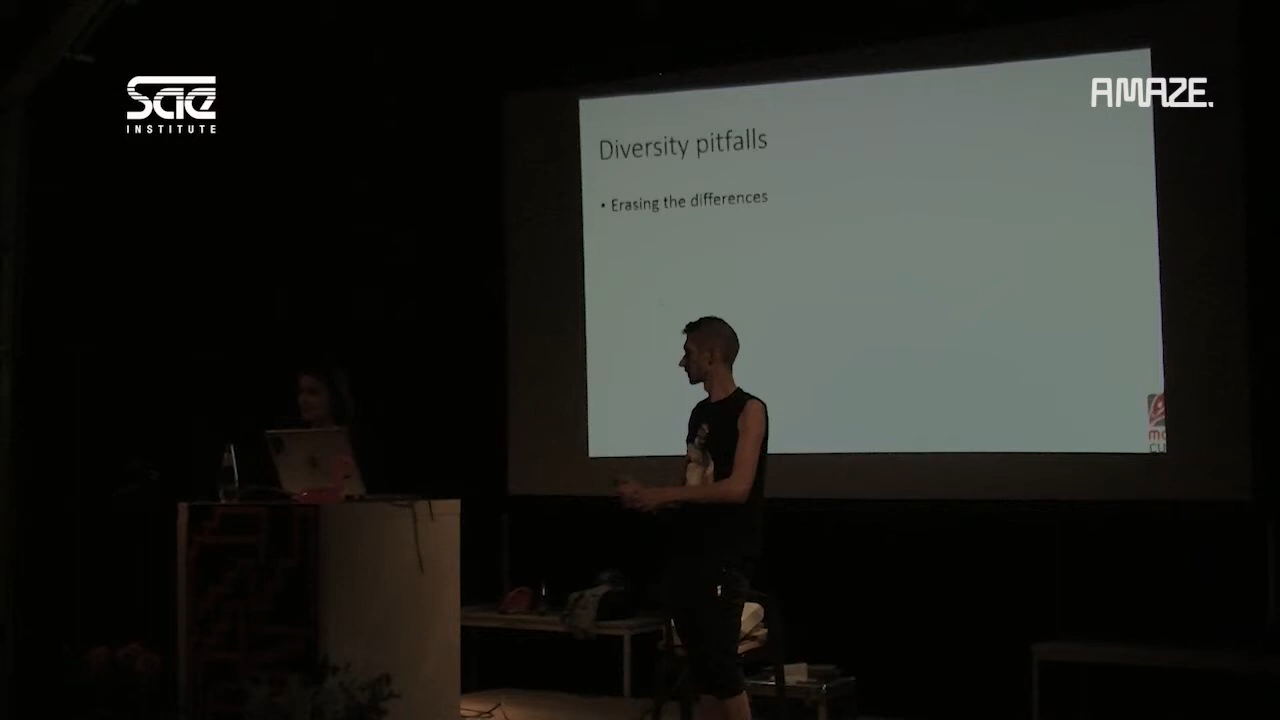 Sae
INSTITUTE
AMAZE.
Diversity pitfalls
• Erasing the differences